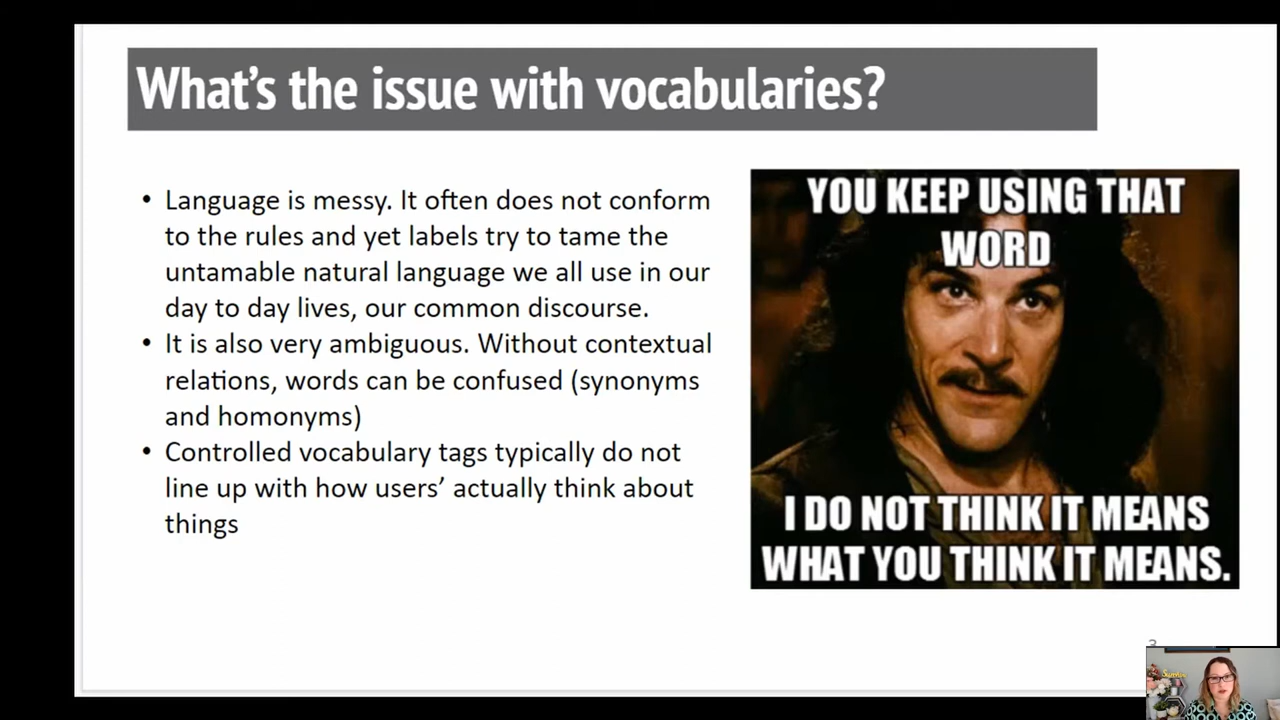 What's the issue with vocabularies?
• Language is messy. It often does not conform
to the rules and yet labels try to tame the
untamable natural language we all use in our
day to day lives, our common discourse.
• It is also very ambiguous. Without contextual
relations, words can be confused (synonyms
and homonyms)
• Controlled vocabulary tags typically do not
line up with how users’ actually think about
things
YOU KEEP USING THAT
WORD
I DO NOT THINK IT MEANS
WHAT YOU THINK IT MEANS.